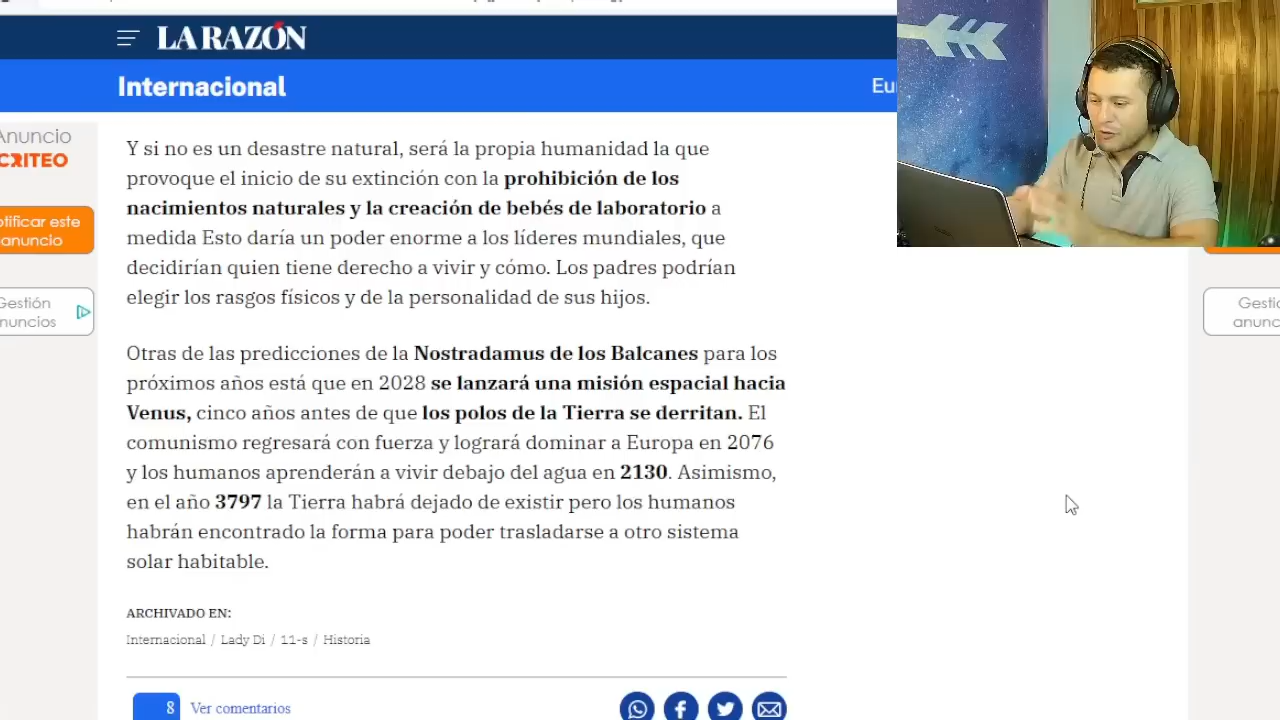 LA RAZÓN
Internacional
Eu
Anuncio
CRITEO
Y si no es un desastre natural, será la propia humanidad la que
provoque el inicio de su extinción con la prohibición de los
nacimientos naturales y la creación de bebés de laboratorio a
medida Esto daría un poder enorme a los líderes mundiales, que
decidirían quien tiene derecho a vivir y cómo. Los padres podrían
elegir los rasgos físicos y de la personalidad de sus hijos.
otificar este
anuncio
Gestión
nuncios
Gestió
anunc
Otras de las predicciones de la Nostradamus de los Balcanes para los
próximos años está que en 2028 se lanzará una misión espacial hacia
Venus, cinco años antes de que los polos de la Tierra se derritan. El
comunismo regresará con fuerza y logrará dominar a Europa en 2076
y los humanos aprenderán a vivir debajo del agua en 2130. Asimismo,
en el año 3797 la Tierra habrá dejado de existir pero los humanos
habrán encontrado la forma para poder trasladarse a otro sistema
solar habitable.
ARCHIVADO EN:
Internacional / Lady Di / 11-s / Historia
8 Ver comentarios